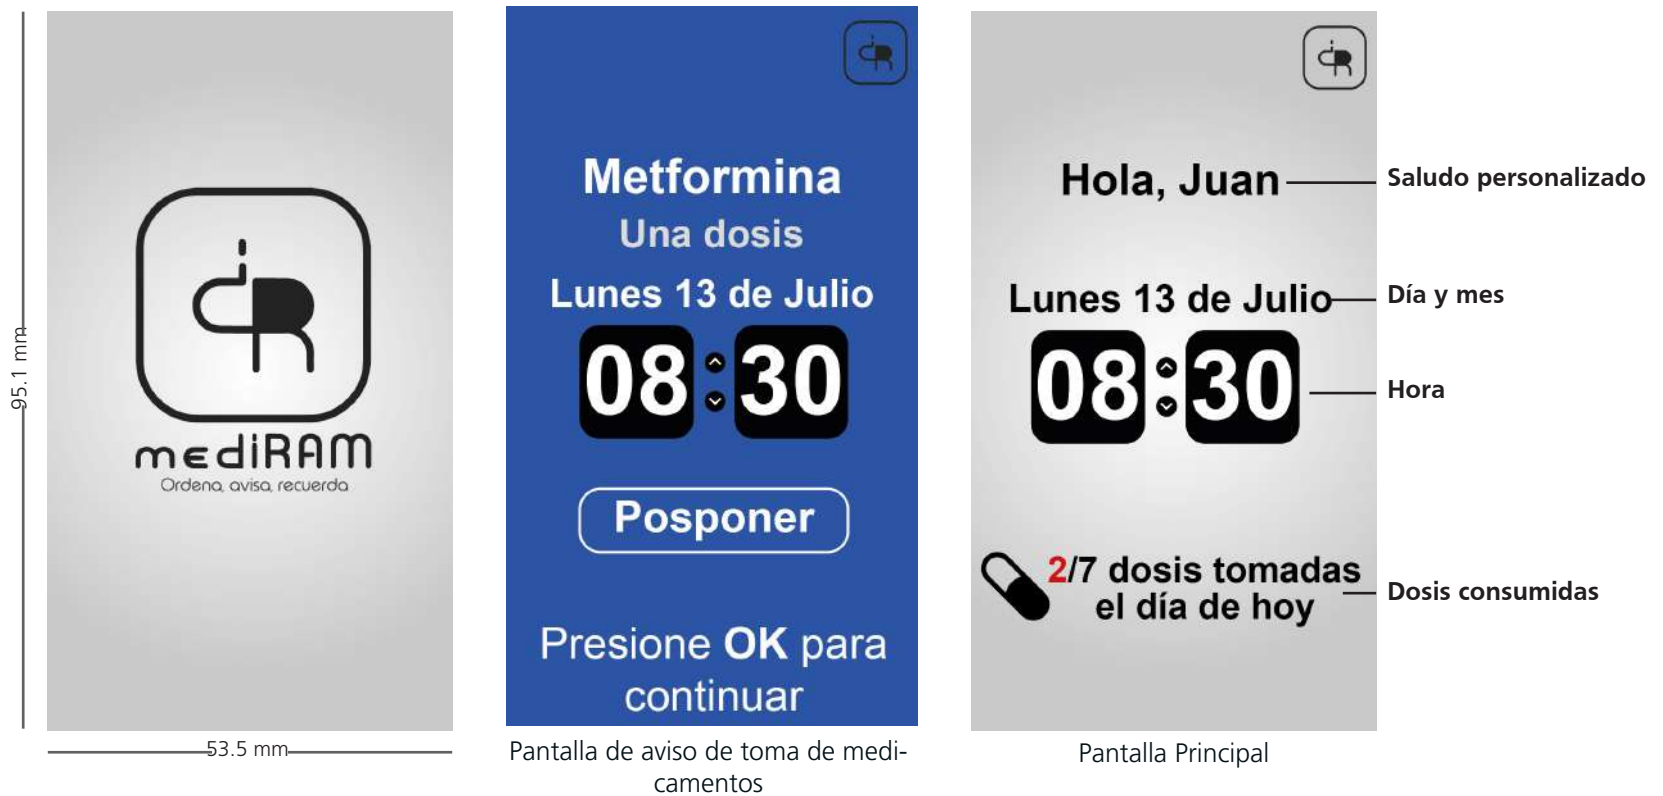 95.1 mm
mediRAM
Ordena, avisa, recuerda
53.5 mm
Metformina
Una dosis
Lunes 13 de Julio
08:30
Posponer
Presione OK para
continuar
Pantalla de aviso de toma de medi-
camentos
Hola, Juan
Saludo personalizado
Lunes 13 de Julio
Día y mes
08:30
Hora
2/7 dosis tomadas
el día de hoy
Dosis consumidas
Pantalla Principal